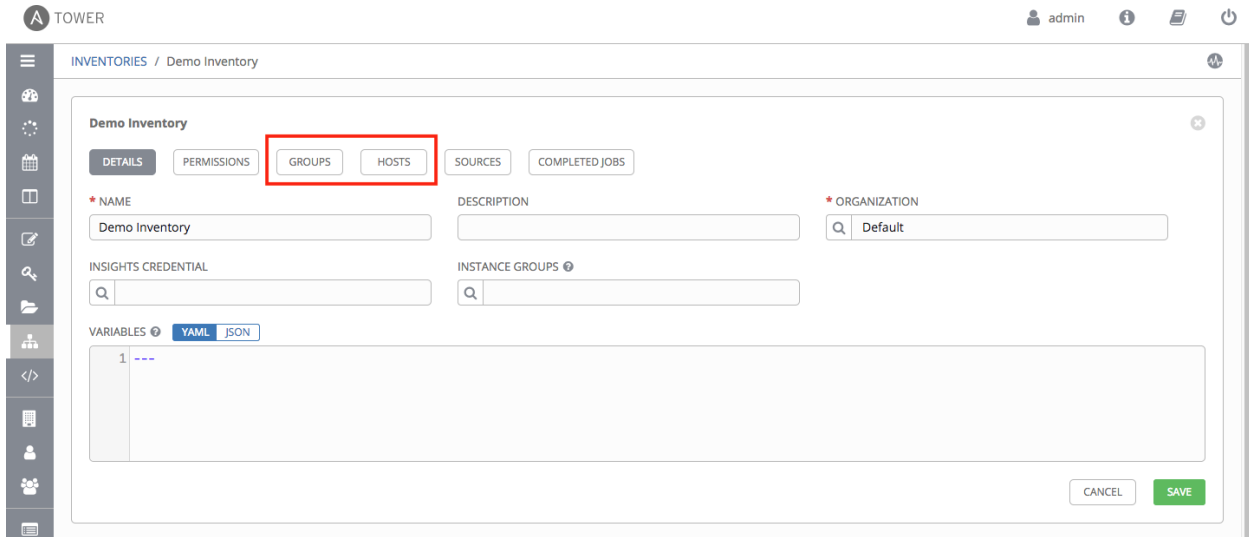 A TOWER admin
INVENTORIES / Demo Inventory
Demo Inventory
DETAILS PERMISSIONS GROUPS HOSTS SOURCES COMPLETED JOBS
* NAME DESCRIPTION * ORGANIZATION
Demo Inventory Default
INSIGHTS CREDENTIAL INSTANCE GROUPS ?
VARIABLES ? YAML JSON
1 ---
CANCEL SAVE